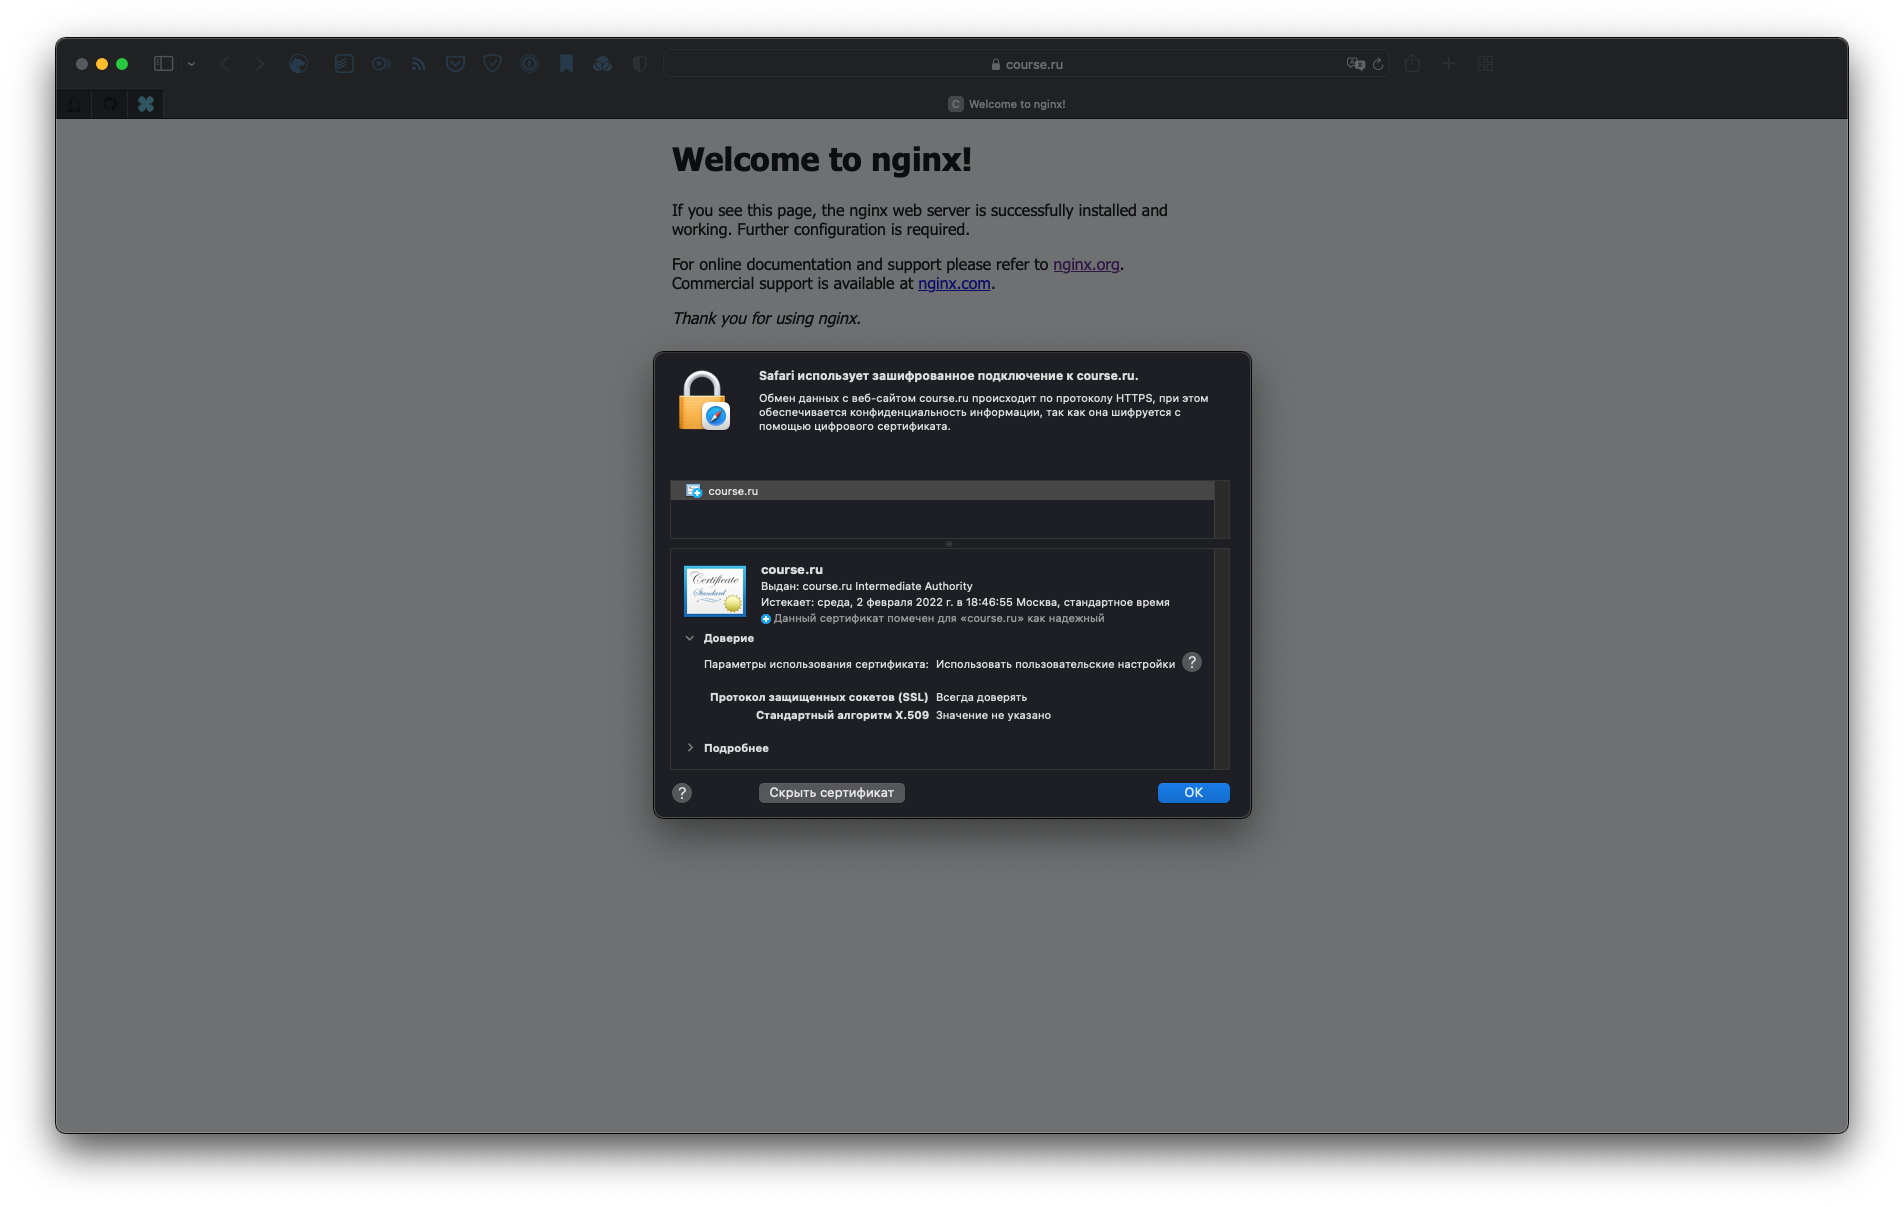 course.ru
C Welcome to nginx!
Welcome to nginx!
If you see this page, the nginx web server is successfully installed and
working. Further configuration is required.
For online documentation and support please refer to nginx.org.
Commercial support is available at nginx.com.
Thank you for using nginx.
Safari использует зашифрованное подключение к course.ru.
Обмен данных с веб-сайтом course.ru происходит по протоколу HTTPS, при этом
обеспечивается конфиденциальность информации, так как она шифруется с
помощью цифрового сертификата.
course.ru
Certificate
Standard
course.ru
Выдан: course.ru Intermediate Authority
Истекает: среда, 2 февраля 2022 г. в 18:46:55 Москва, стандартное время
Данный сертификат помечен для «course.ru» как надежный
Доверие
Параметры использования сертификата: Использовать пользовательские настройки ?
Протокол защищенных сокетов (SSL) Всегда доверять
Стандартный алгоритм X.509 Значение не указано
Подробнее
? Скрыть сертификат OK